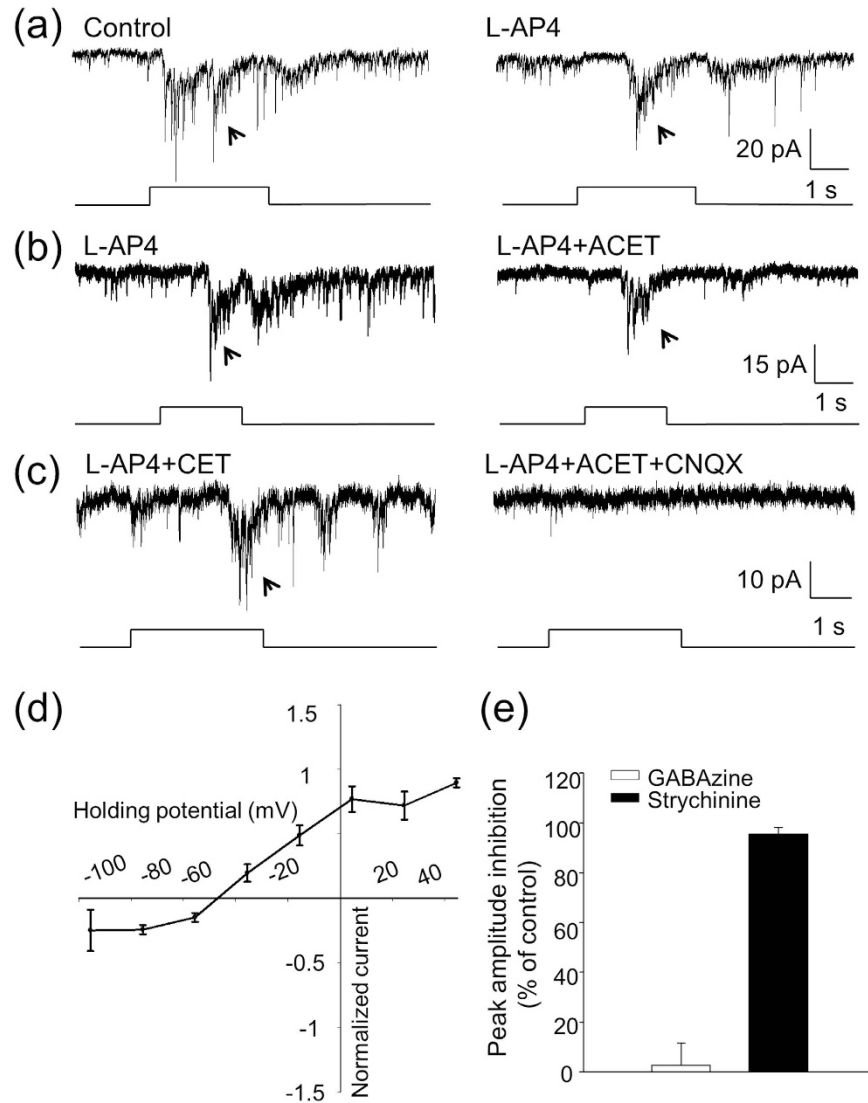 (a) Control L-AP4
20 pA
1 s
(b) L-AP4 L-AP4+ACET
15 pA
1 s
(c) L-AP4+CET L-AP4+ACET+CNQX
10 pA
1 s
(d)
1.5
1
Holding potential (mV)
-100 -80 -60 -20 20 40
-0.5
-1
-1.5
Normalized current
(e)
GABAzine
Strychinine
120
100
80
60
40
20
0
Peak amplitude inhibition
(% of control)